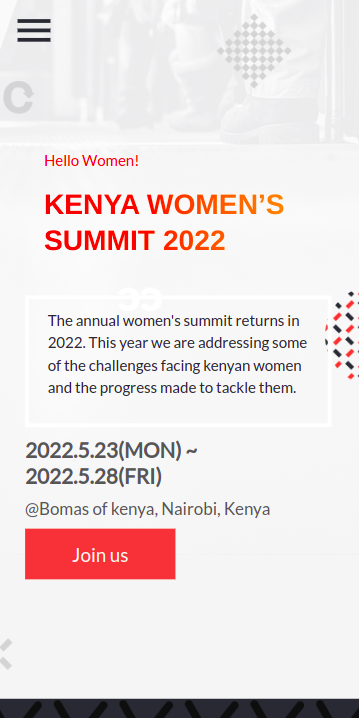 Hello Women!
KENYA WOMEN'S
SUMMIT 2022
The annual women's summit returns in
2022. This year we are addressing some
of the challenges facing kenyan women
and the progress made to tackle them.
2022.5.23(MON) ~
2022.5.28(FRI)
@Bomas of kenya, Nairobi, Kenya
Join us